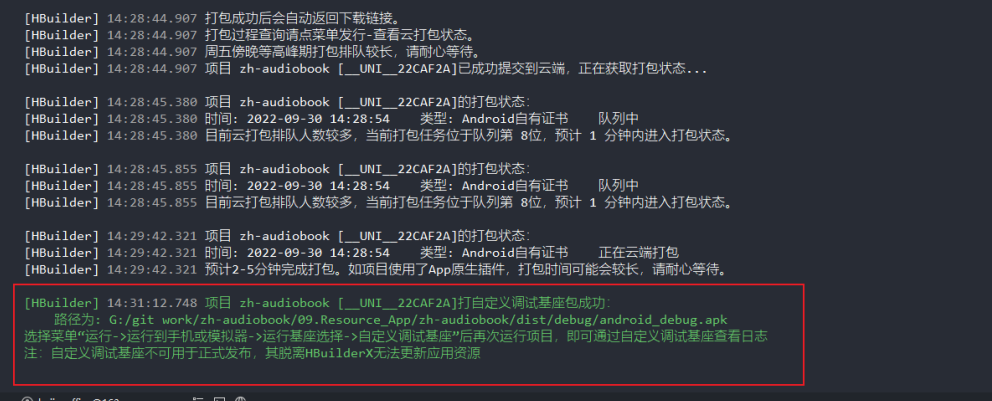 [HBuilder] 14:28:44.907 打包成功后会自动返回下载链接。
[HBuilder] 14:28:44.907 打包过程查询请点菜单发行-查看云打包状态。
[HBuilder] 14:28:44.907 周五傍晚等高峰期打包排队较长，请耐心等待。
[HBuilder] 14:28:44.907 项目 zh-audiobook [__UNI__22CAF2A]已成功提交到云端，正在获取打包状态...
[HBuilder] 14:28:45.380 项目 zh-audiobook [__UNI__22CAF2A]的打包状态：
[HBuilder] 14:28:45.380 时间: 2022-09-30 14:28:54    类型: Android自有证书    队列中
[HBuilder] 14:28:45.380 目前云打包排队人数较多，当前打包任务位于队列第 8位，预计 1 分钟内进入打包状态。
[HBuilder] 14:28:45.855 项目 zh-audiobook [__UNI__22CAF2A]的打包状态：
[HBuilder] 14:28:45.855 时间: 2022-09-30 14:28:54    类型: Android自有证书    队列中
[HBuilder] 14:28:45.855 目前云打包排队人数较多，当前打包任务位于队列第 8位，预计 1 分钟内进入打包状态。
[HBuilder] 14:29:42.321 项目 zh-audiobook [__UNI__22CAF2A]的打包状态：
[HBuilder] 14:29:42.321 时间: 2022-09-30 14:28:54    类型: Android自有证书    正在云端打包
[HBuilder] 14:29:42.321 预计2-5分钟完成打包。如项目使用了App原生插件，打包时间可能会较长，请耐心等待。
[HBuilder] 14:31:12.748 项目 zh-audiobook [__UNI__22CAF2A]打自定义调试基座包成功：
路径为: G:/git work/zh-audiobook/09.Resource_App/zh-audiobook/dist/debug/android_debug.apk
选择菜单“运行->运行到手机或模拟器->运行基座选择->自定义调试基座”后再次运行项目，即可通过自定义调试基座查看日志
注：自定义调试基座不可用于正式发布，其脱离HBuilderX无法更新应用资源